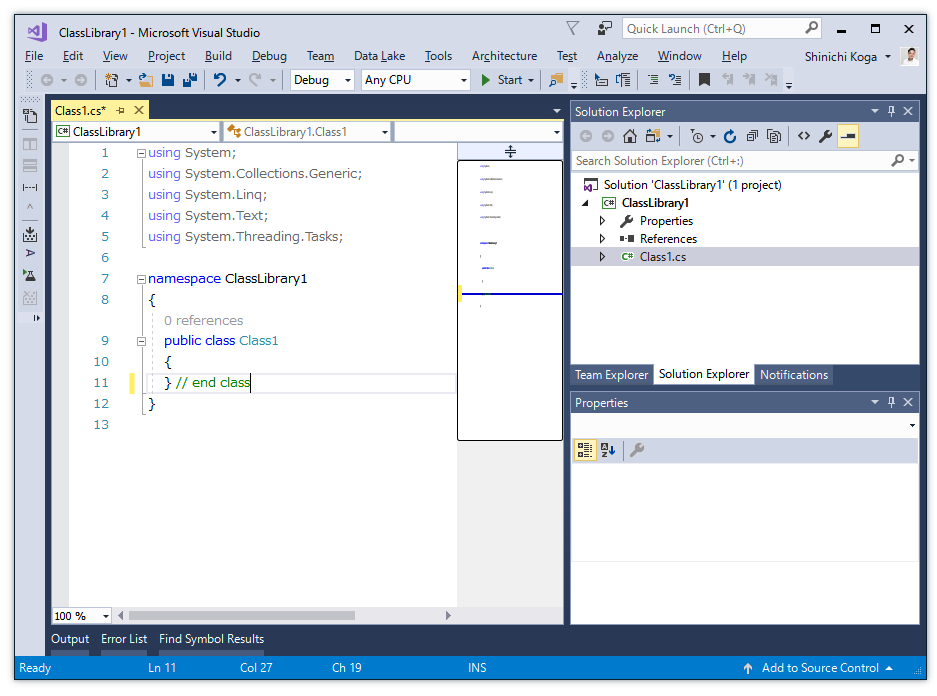 ClassLibrary1 - Microsoft Visual Studio
Quick Launch (Ctrl+Q)
File Edit View Project Build Debug Team Data Lake Tools Architecture Test Analyze Window Help Shinichi Koga
Debug Any CPU Start
Class1.cs*
C# ClassLibrary1 ClassLibrary1.Class1
1 using System;
2 using System.Collections.Generic;
3 using System.Linq;
4 using System.Text;
5 using System.Threading.Tasks;
6
7 namespace ClassLibrary1
8 {
0 references
9 public class Class1
10 {
11 } // end class
12 }
13
100 %
Solution Explorer
Search Solution Explorer (Ctrl+:)
Solution 'ClassLibrary1' (1 project)
C# ClassLibrary1
Properties
References
C# Class1.cs
Team Explorer Solution Explorer Notifications
Properties
Output Error List Find Symbol Results
Ready Ln 11 Col 27 Ch 19 INS Add to Source Control